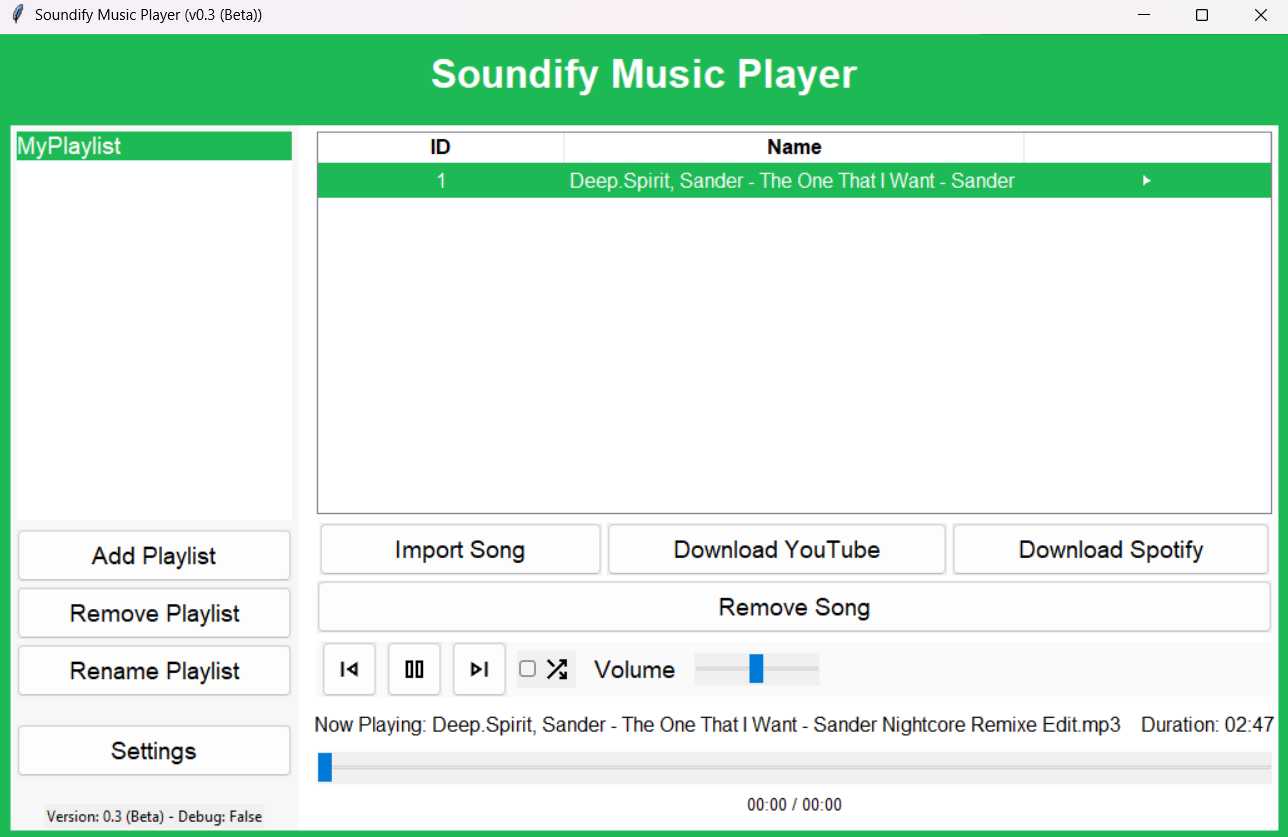 Soundify Music Player (v0.3 (Beta))
Soundify Music Player
MyPlaylist
ID Name
1 Deep.Spirit, Sander - The One That I Want - Sander
Add Playlist
Remove Playlist
Rename Playlist
Settings
Version: 0.3 (Beta) - Debug: False
Import Song Download YouTube Download Spotify
Remove Song
Volume
Now Playing: Deep.Spirit, Sander - The One That I Want - Sander Nightcore Remixe Edit.mp3 Duration: 02:47
00:00 / 00:00